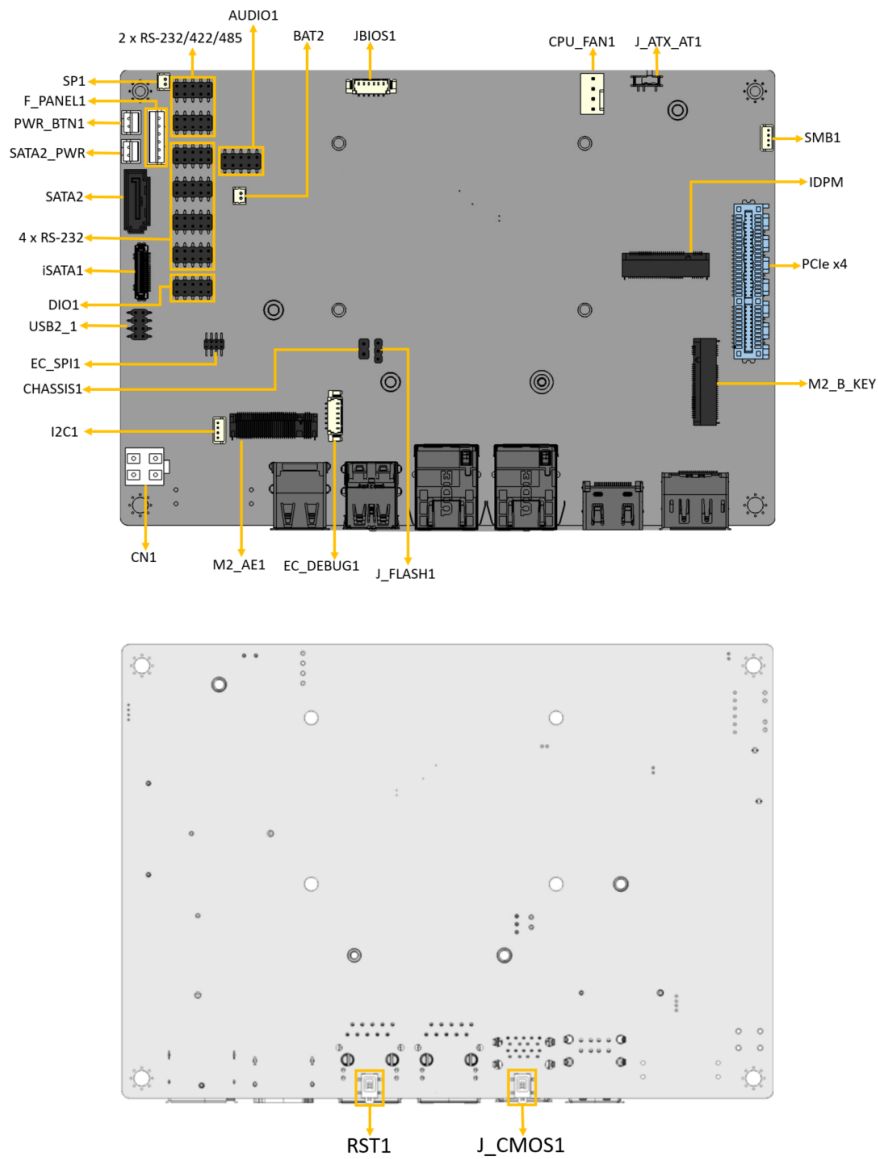 AUDIO1
2 x RS-232/422/485
BAT2
JBIOS1
CPU_FAN1
J_ATX_AT1
SP1
F_PANEL1
PWR_BTN1
SATA2_PWR
SMB1
IDPM
SATA2
4 x RS-232
iSATA1
PCIe x4
DIO1
USB2_1
EC_SPI1
CHASSIS1
M2_B_KEY
I2C1
CN1
M2_AE1
EC_DEBUG1
J_FLASH1
RST1
J_CMOS1